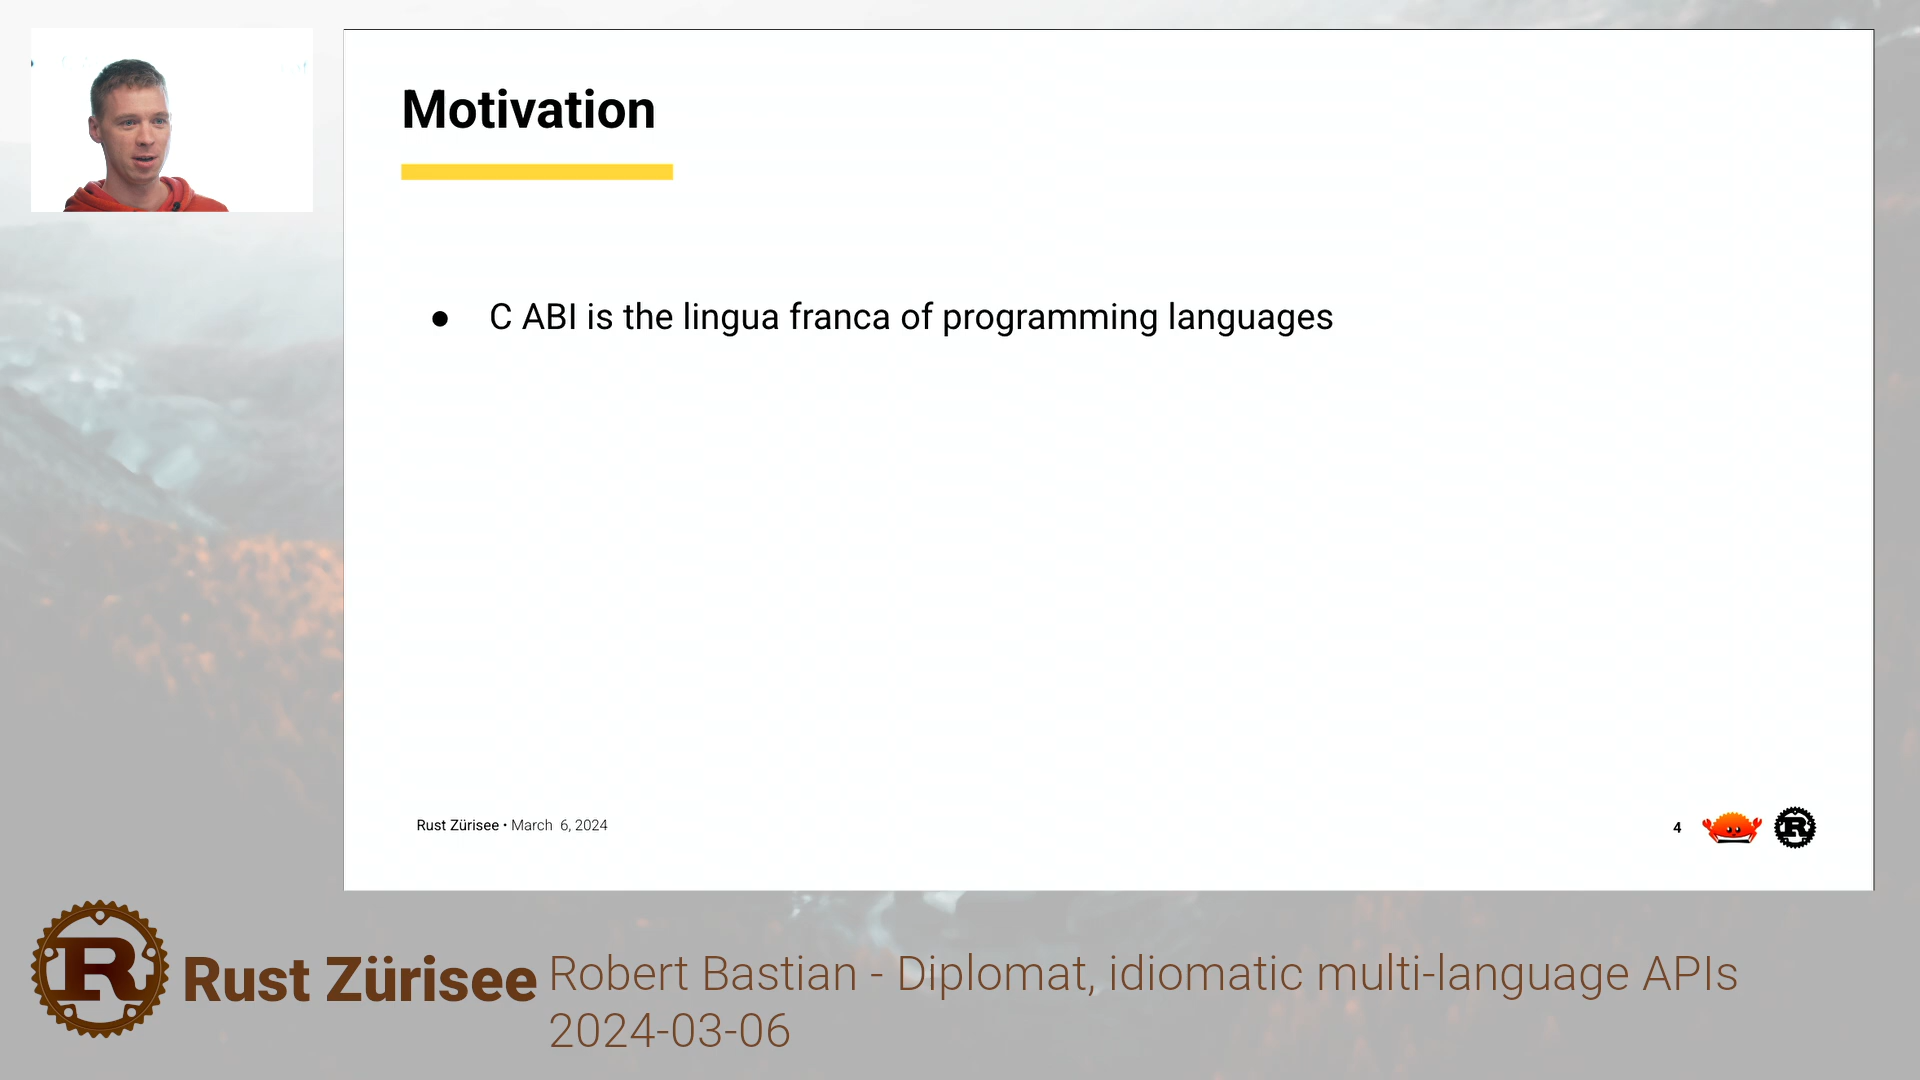 Motivation
● C ABI is the lingua franca of programming languages
Rust Zürisee • March 6, 2024
4
R
R
Rust Zürisee
Robert Bastian - Diplomat, idiomatic multi-language APIs
2024-03-06